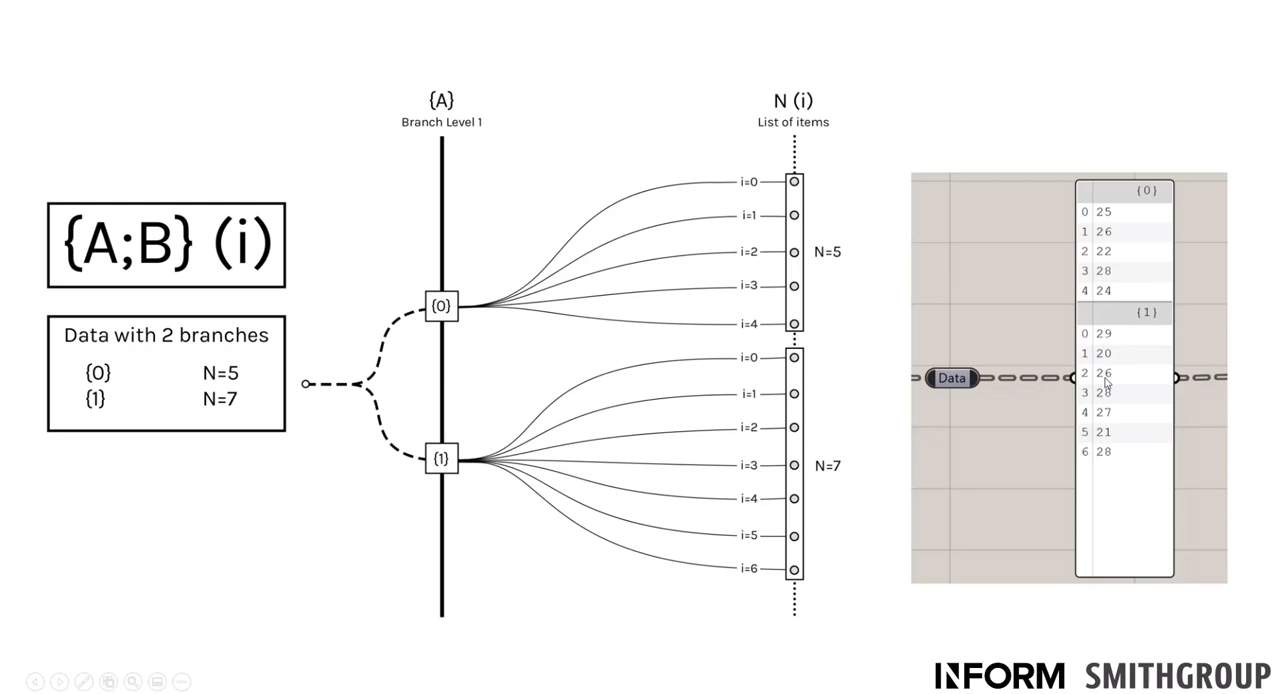 {A;B} (i)
Data with 2 branches
{0} N=5
{1} N=7
{A}
Branch Level 1
{0}
{1}
N (i)
List of items
i=0
i=1
i=2
i=3
i=4
N=5
i=0
i=1
i=2
i=3
i=4
i=5
i=6
N=7
Data
{0}
0 25
1 26
2 22
3 28
4 24
{1}
0 29
1 20
2 26
3 28
4 27
5 21
6 28
INFORM SMITHGROUP